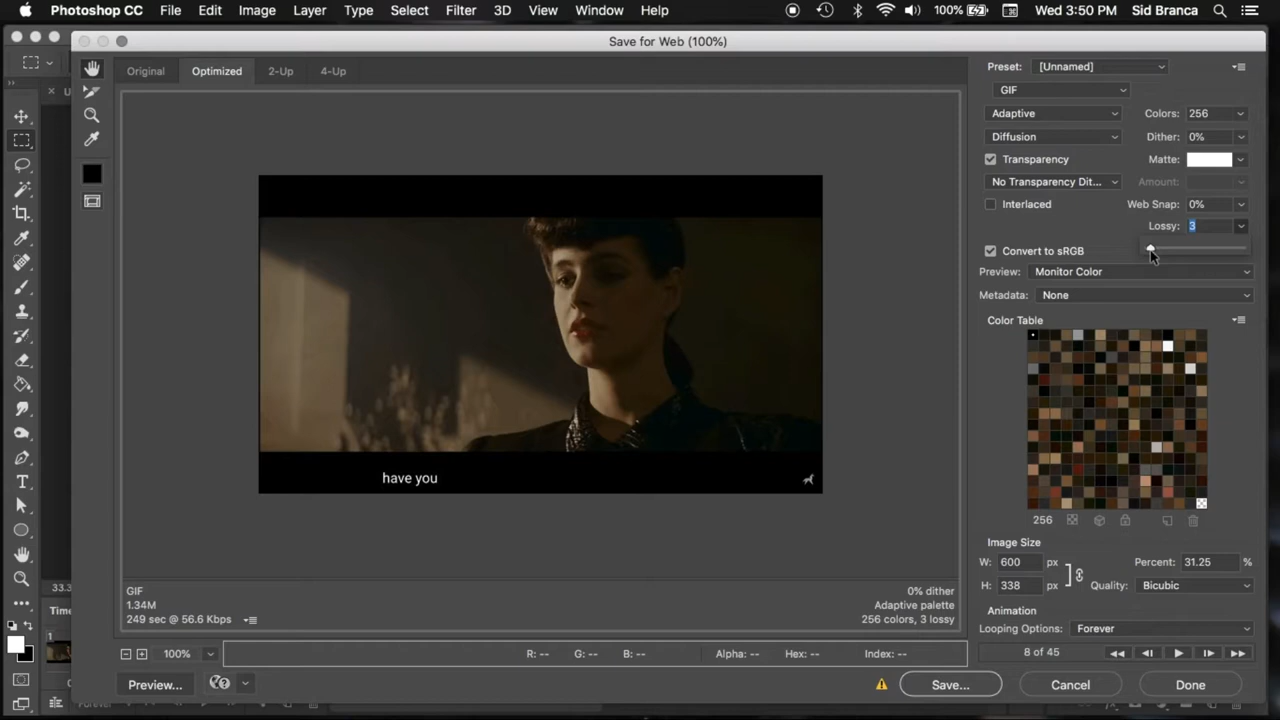 Photoshop CC File Edit Image Layer Type Select Filter 3D View Window Help 100% Wed 3:50 PM Sid Branca
Save for Web (100%)
Original Optimized 2-Up 4-Up
Preset: [Unnamed]
GIF
Adaptive Colors: 256
Diffusion Dither: 0%
Transparency Matte:
No Transparency Dit... Amount:
Interlaced Web Snap: 0%
Lossy: 3
Convert to sRGB
Preview: Monitor Color
Metadata: None
Color Table
256
have you
Image Size
W: 600 px Percent: 31.25 %
H: 338 px Quality: Bicubic
Animation
Looping Options: Forever
8 of 45
GIF 0% dither
1.34M Adaptive palette
249 sec @ 56.6 Kbps 256 colors, 3 lossy
100% R: -- G: -- B: -- Alpha: -- Hex: -- Index: --
Preview... Save... Cancel Done
33.3
Time
1
Forever